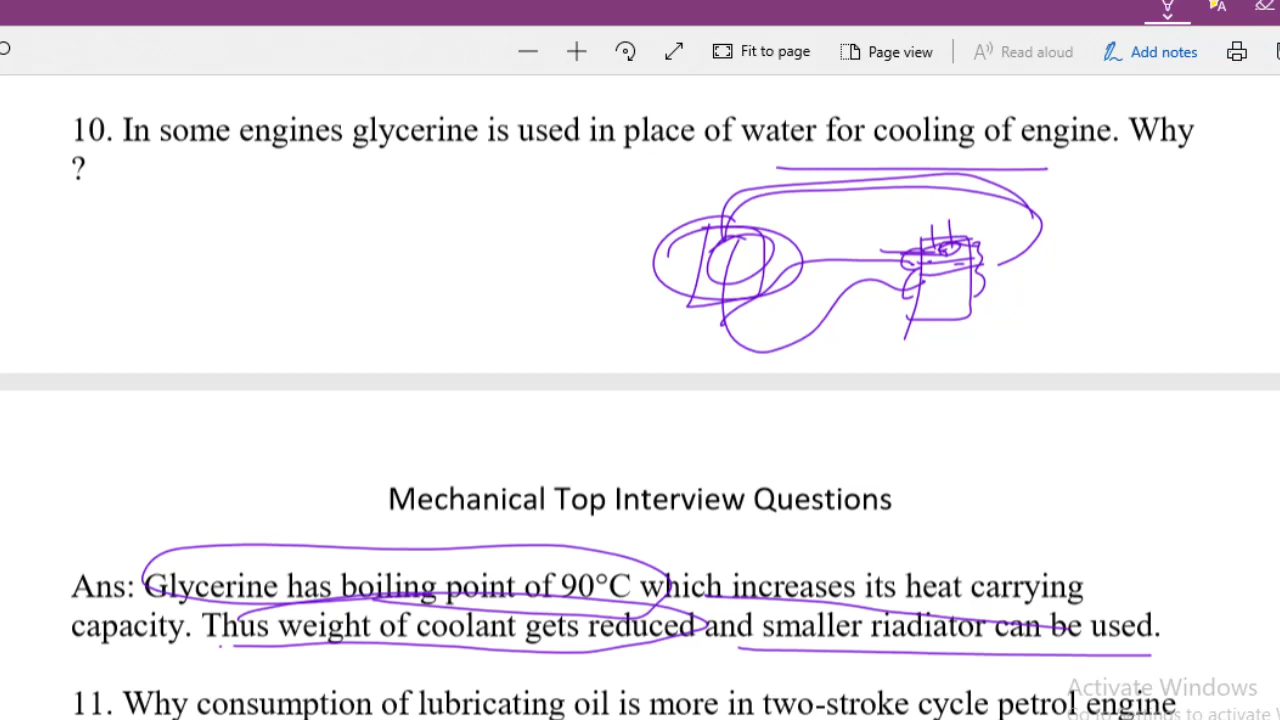 Fit to page
Page view
Read aloud
Add notes
10. In some engines glycerine is used in place of water for cooling of engine. Why
?
Mechanical Top Interview Questions
Ans: Glycerine has boiling point of 90°C which increases its heat carrying
capacity. Thus weight of coolant gets reduced and smaller riadiator can be used.
11. Why consumption of lubricating oil is more in two-stroke cycle petrol engine
Activate Windows
to activate